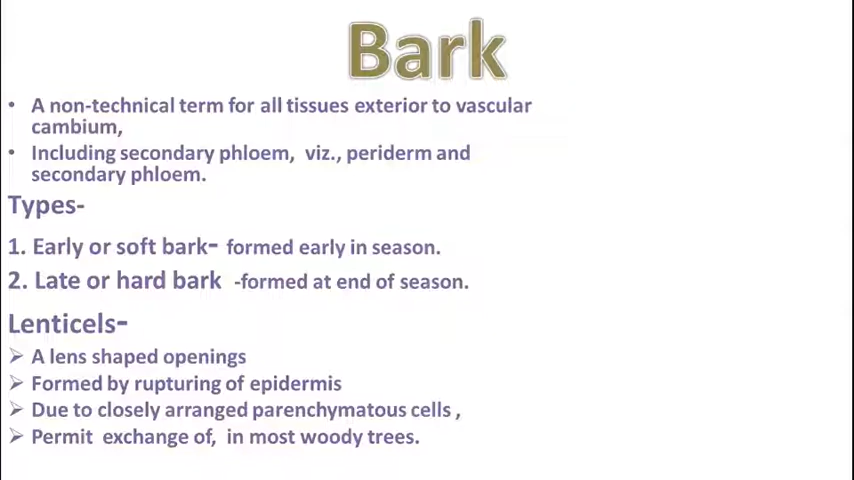 Bark
• A non-technical term for all tissues exterior to vascular
cambium,
• Including secondary phloem, viz., periderm and
secondary phloem.
Types-
1. Early or soft bark- formed early in season.
2. Late or hard bark -formed at end of season.
Lenticels-
➢ A lens shaped openings
➢ Formed by rupturing of epidermis
➢ Due to closely arranged parenchymatous cells ,
➢ Permit exchange of, in most woody trees.